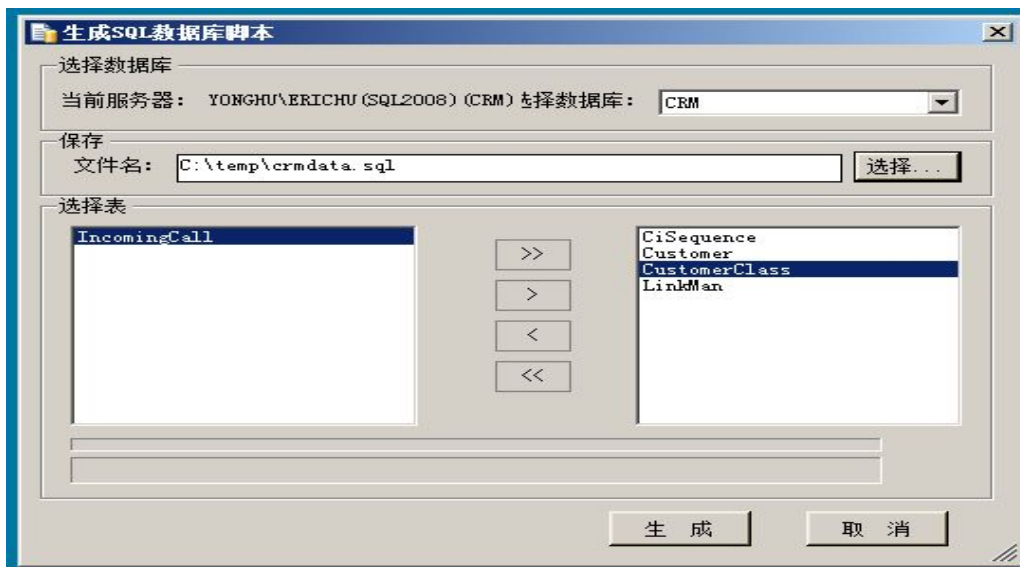 生成SQL数据库脚本
选择数据库
当前服务器： YONGHU\ERICHU(SQL2008)(CRM) 选择数据库： CRM
保存
文件名： C:\temp\crmdata.sql 选择...
选择表
IncomingCall
>>
>
<
<<
CiSequence
Customer
CustomerClass
LinkMan
生 成 取 消